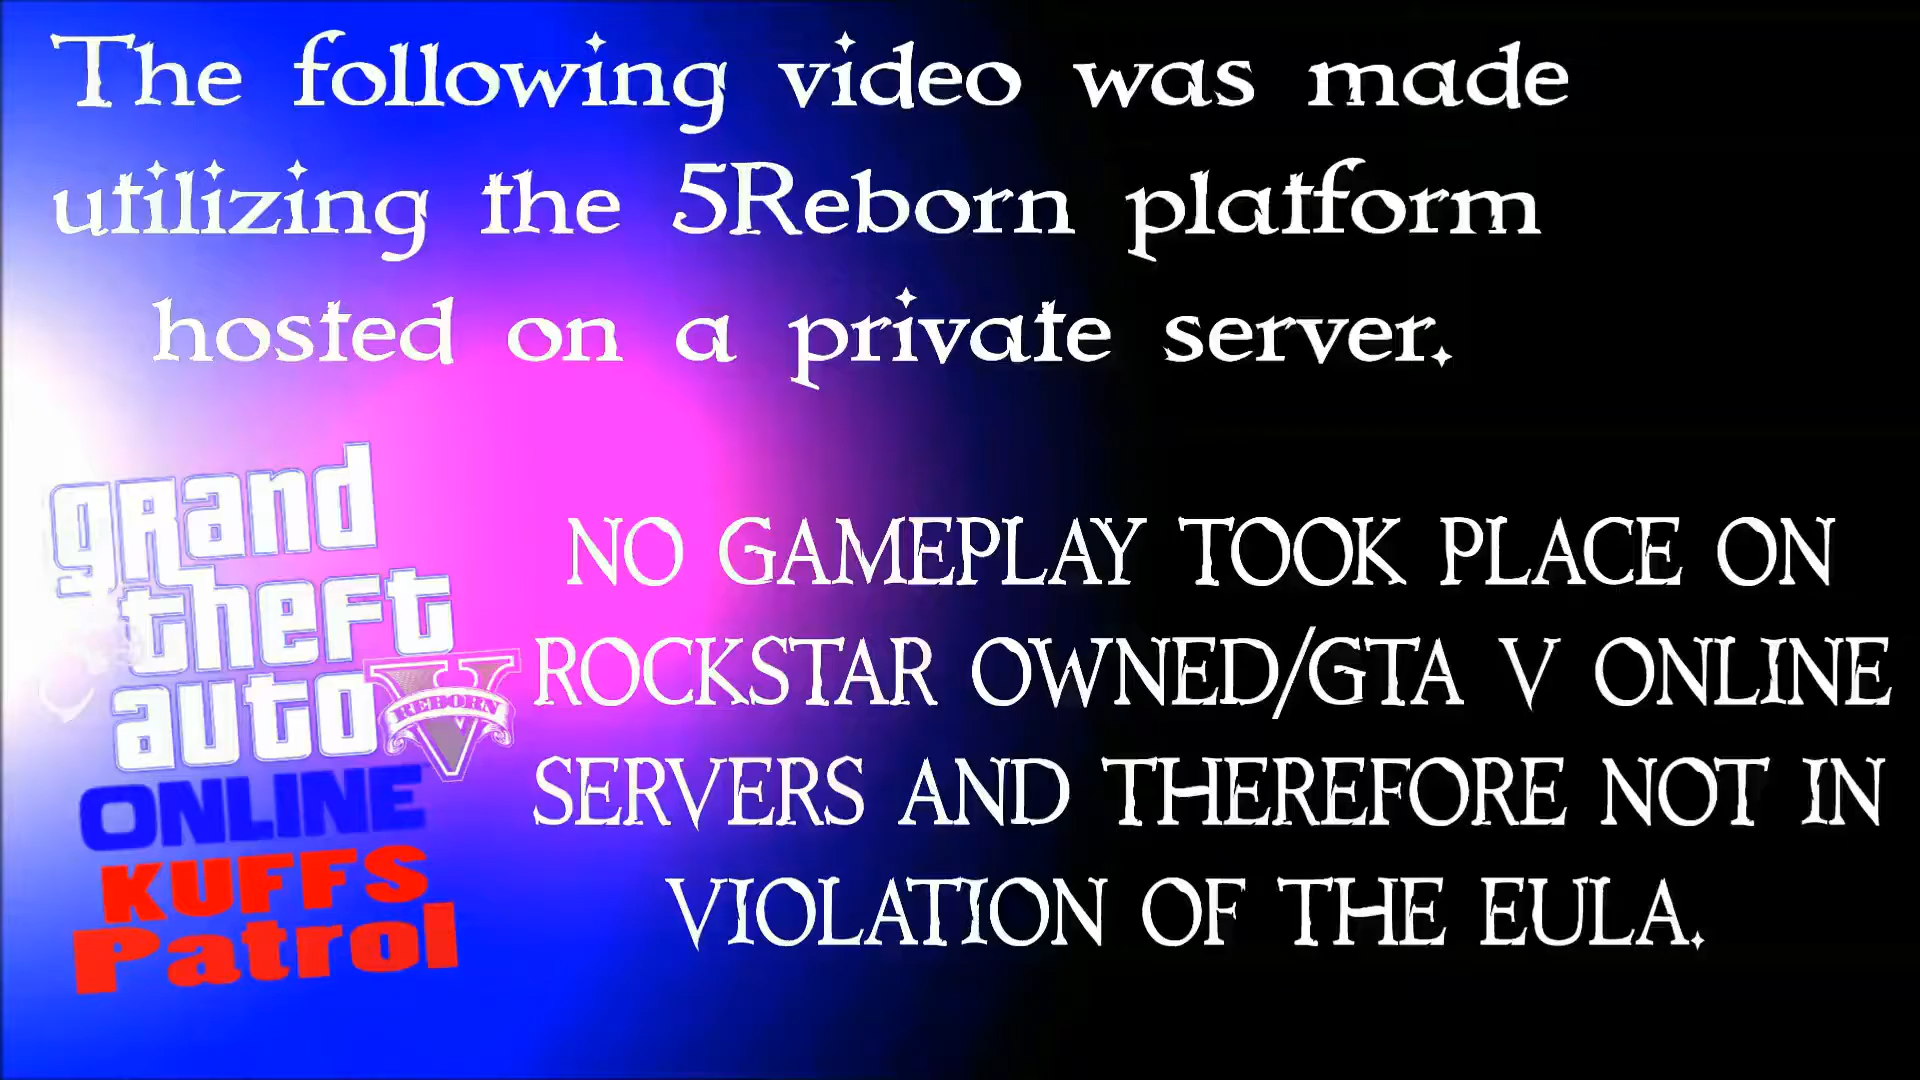 The following video was made
utilizing the 5Reborn platform
hosted on a private server.
grand
theft
auto V
REBORN
ONLINE
KUFFS
Patrol
NO GAMEPLAY TOOK PLACE ON
ROCKSTAR OWNED/GTA V ONLINE
SERVERS AND THEREFORE NOT IN
VIOLATION OF THE EULA.